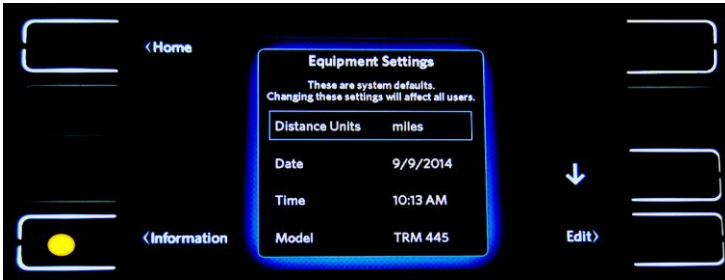 ‹Home
Equipment Settings
These are system defaults.
Changing these settings will affect all users.
Distance Units miles
Date 9/9/2014
Time 10:13 AM
Model TRM 445
‹Information
Edit›